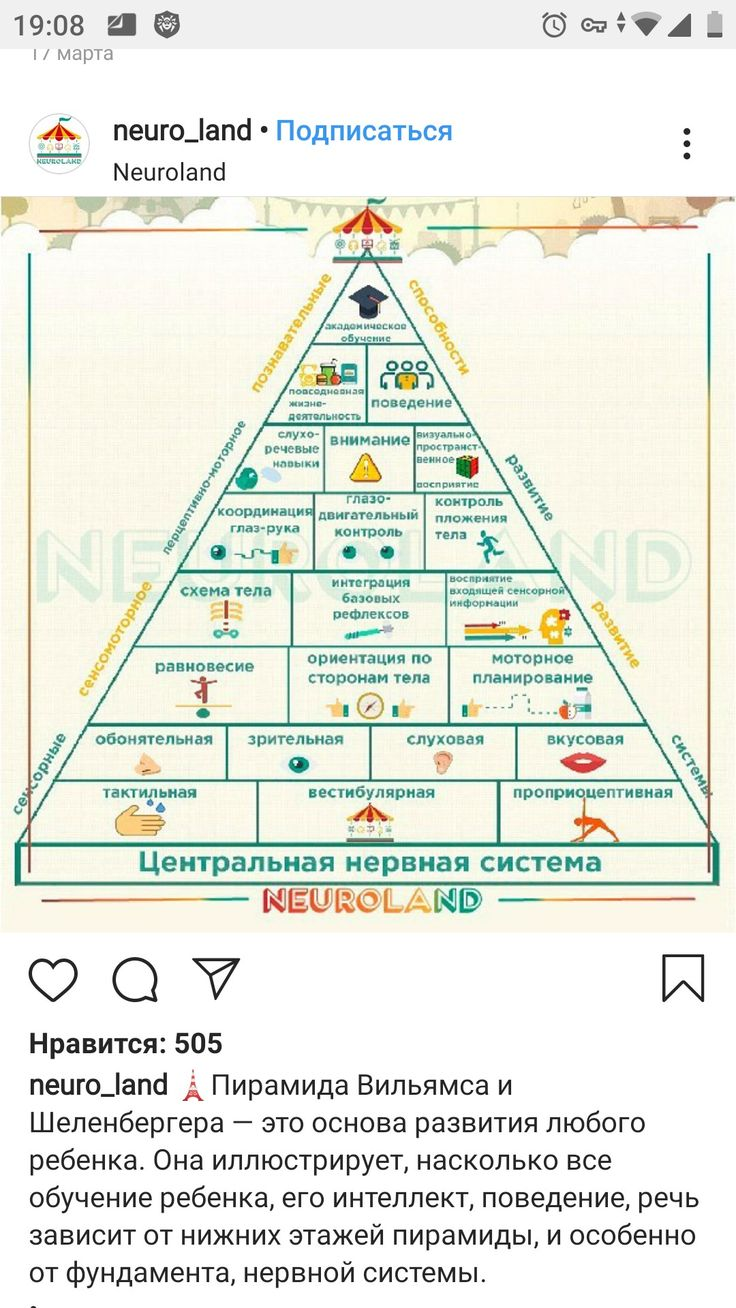 19:08
17 марта
neuro_land • Подписаться
Neuroland
NEUROLAND
познавательные
способности
академическое
обучение
повседневная
жизне-
деятельность
поведение
перцептивно-моторное
развитие
слухо-
речевые
навыки
внимание
визуально-
пространст-
венное
восприятие
координация
глаз-рука
глазо-
двигательный
контроль
контроль
пложения
тела
NEUROLAND
сенсомоторное
развитие
схема тела
интеграция
базовых
рефлексов
восприятие
входящей сенсорной
информации
равновесие
ориентация по
сторонам тела
моторное
планирование
сенсорные
системы
обонятельная
зрительная
слуховая
вкусовая
тактильная
вестибулярная
проприоцептивная
Центральная нервная система
NEUROLAND
Нравится: 505
neuro_land 🗼 Пирамида Вильямса и
Шеленбергера — это основа развития любого
ребенка. Она иллюстрирует, насколько все
обучение ребенка, его интеллект, поведение, речь
зависит от нижних этажей пирамиды, и особенно
от фундамента, нервной системы.